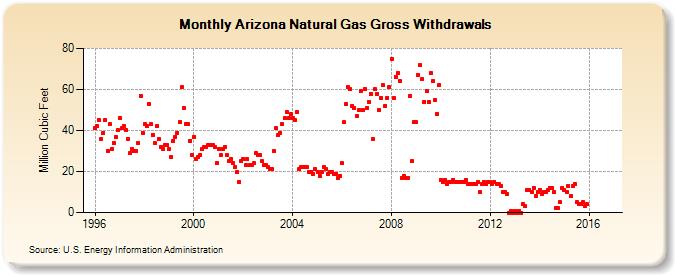 Monthly Arizona Natural Gas Gross Withdrawals
Million Cubic Feet
80
60
40
20
0
1996 2000 2004 2008 2012 2016
Source: U.S. Energy Information Administration